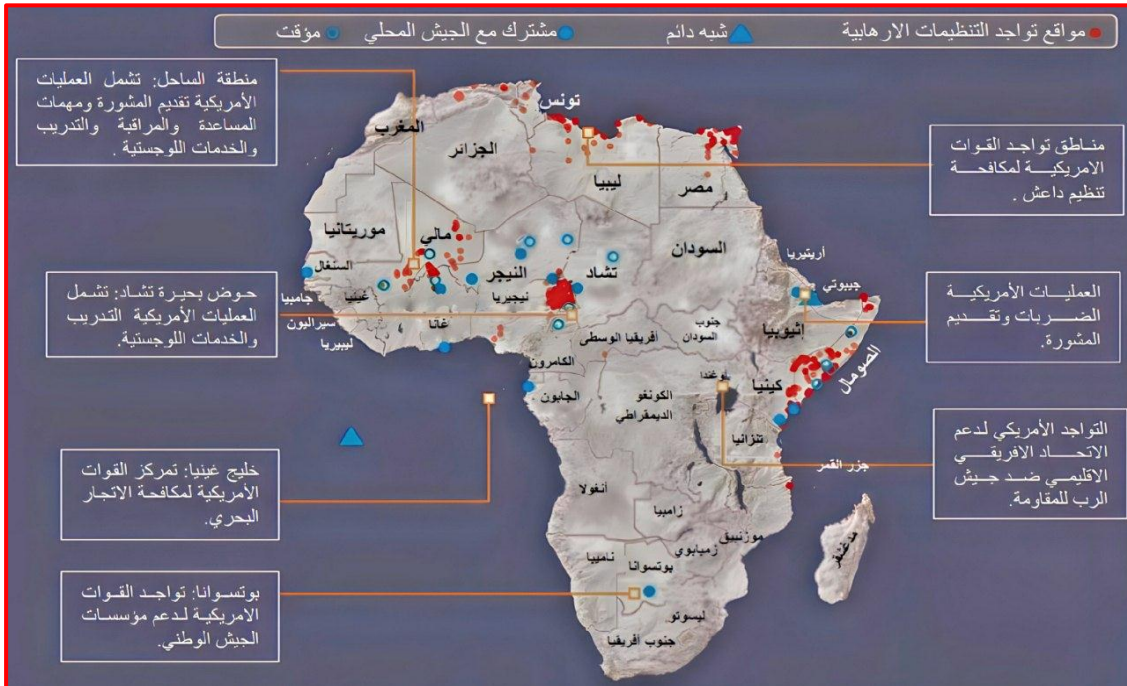 مواقع تواجد التنظيمات الارهابية
شبه دائم
مشترك مع الجيش المحلي
مؤقت
منطقة الساحل: تشمل العمليات
الأمريكية تقديم المشورة ومهمات
المساعدة والمراقبة والتدريب
والخدمات اللوجستية .
حوض بحيرة تشاد: تشمل
العمليات الأمريكية التدريب
والخدمات اللوجستية.
خليج غينيا: تمركز القوات
الأمريكية لمكافحة الاتجار
البحري.
بوتسوانا: تواجد القوات
الامريكية لدعم مؤسسات
الجيش الوطني.
مناطق تواجد القوات
الامريكية لمكافحة
تنظيم داعش .
العمليات الأمريكية
الضربات وتقديم
المشورة.
التواجد الأمريكي لدعم
الاتحاد الافريقي
الاقليمي ضد جيش
الرب للمقاومة.
تونس
المغرب
الجزائر
ليبيا
مصر
موريتانيا
مالي
النيجر
تشاد
السودان
أريتيريا
السنغال
جيبوتي
جامبيا
غينيا
نيجيريا
سيراليون
غانا
ليبيريا
أفريقيا الوسطى
جنوب
السودان
إثيوبيا
الصومال
الكامرون
أوغندا
كينيا
الجابون
الكونغو
الديمقراطي
تنزانيا
جزر القمر
أنغولا
زامبيا
موزنبيق
زمبابوي
مدغشقر
ناميبا
بوتسوانا
ليسوتو
جنوب أفريقيا